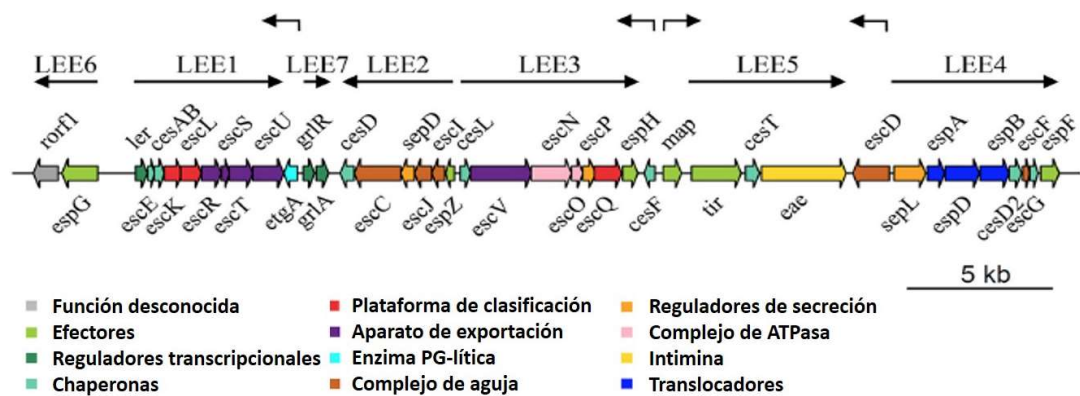 LEE6 LEE1 LEE7 LEE2 LEE3 LEE5 LEE4
rorf1 ler cesAB escL escS escU grlR cesD sepD escI cesL escN escP espH map cesT escD espA espB escF espF
espG escE escK escR escT etgA grlA escC escJ espZ escV escO escQ cesF tir eae sepL espD cesD2 escG
5 kb
Función desconocida Plataforma de clasificación Reguladores de secreción
Efectores Aparato de exportación Complejo de ATPasa
Reguladores transcripcionales Enzima PG-lítica Intimina
Chaperonas Complejo de aguja Translocadores